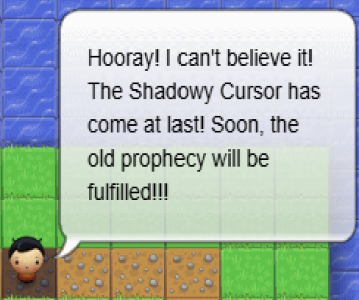 Hooray! I can't believe it!
The Shadowy Cursor has
come at last! Soon, the
old prophecy will be
fulfilled!!!